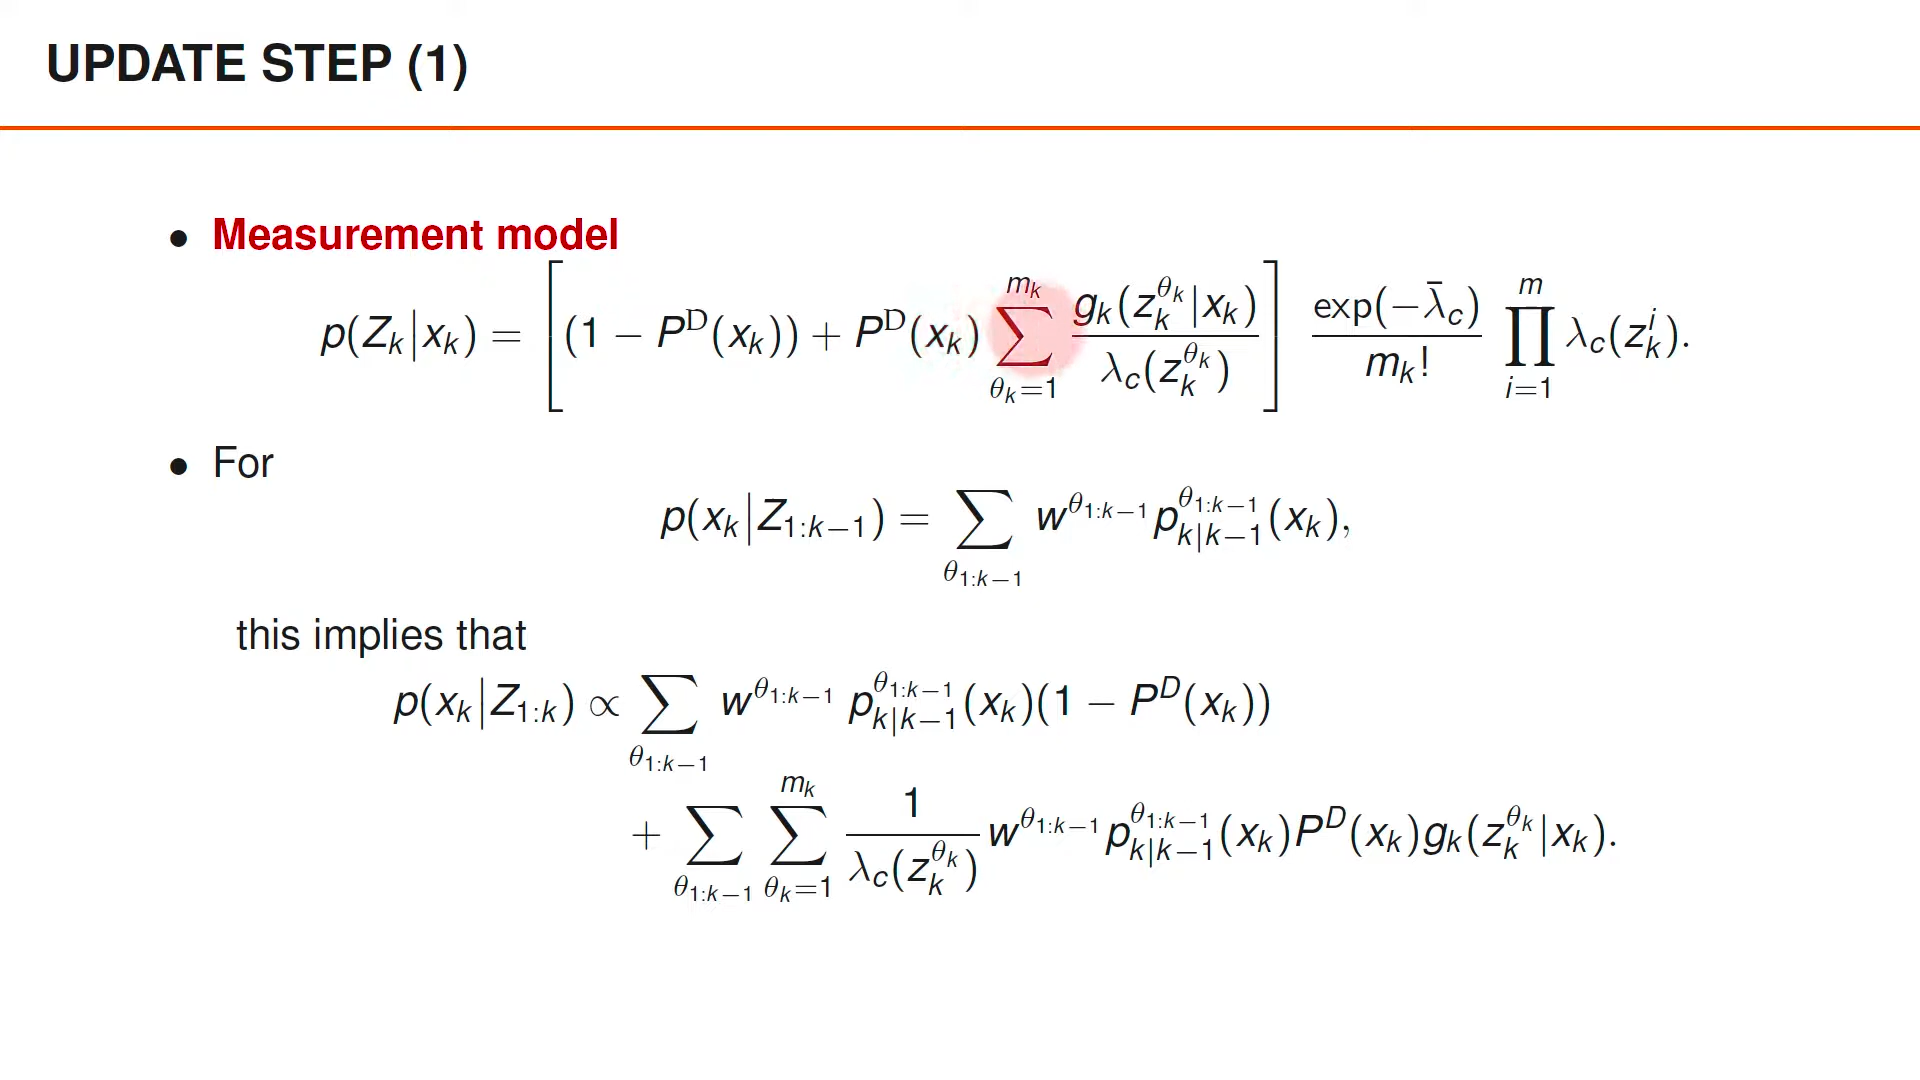 UPDATE STEP (1)
• Measurement model
p(Z_k|x_k) = [(1 − P^D(x_k)) + P^D(x_k) ∑_{θ_k=1}^{m_k} g_k(z_k^{θ_k}|x_k) / λ_c(z_k^{θ_k})] exp(−λ̄_c) / m_k! ∏_{i=1}^{m} λ_c(z_k^i).
• For
p(x_k|Z_{1:k−1}) = ∑_{θ_{1:k−1}} w^{θ_{1:k−1}} p_{k|k−1}^{θ_{1:k−1}}(x_k),
this implies that
p(x_k|Z_{1:k}) ∝ ∑_{θ_{1:k−1}} w^{θ_{1:k−1}} p_{k|k−1}^{θ_{1:k−1}}(x_k)(1 − P^D(x_k))
+ ∑_{θ_{1:k−1}} ∑_{θ_k=1}^{m_k} 1 / λ_c(z_k^{θ_k}) w^{θ_{1:k−1}} p_{k|k−1}^{θ_{1:k−1}}(x_k)P^D(x_k)g_k(z_k^{θ_k}|x_k).